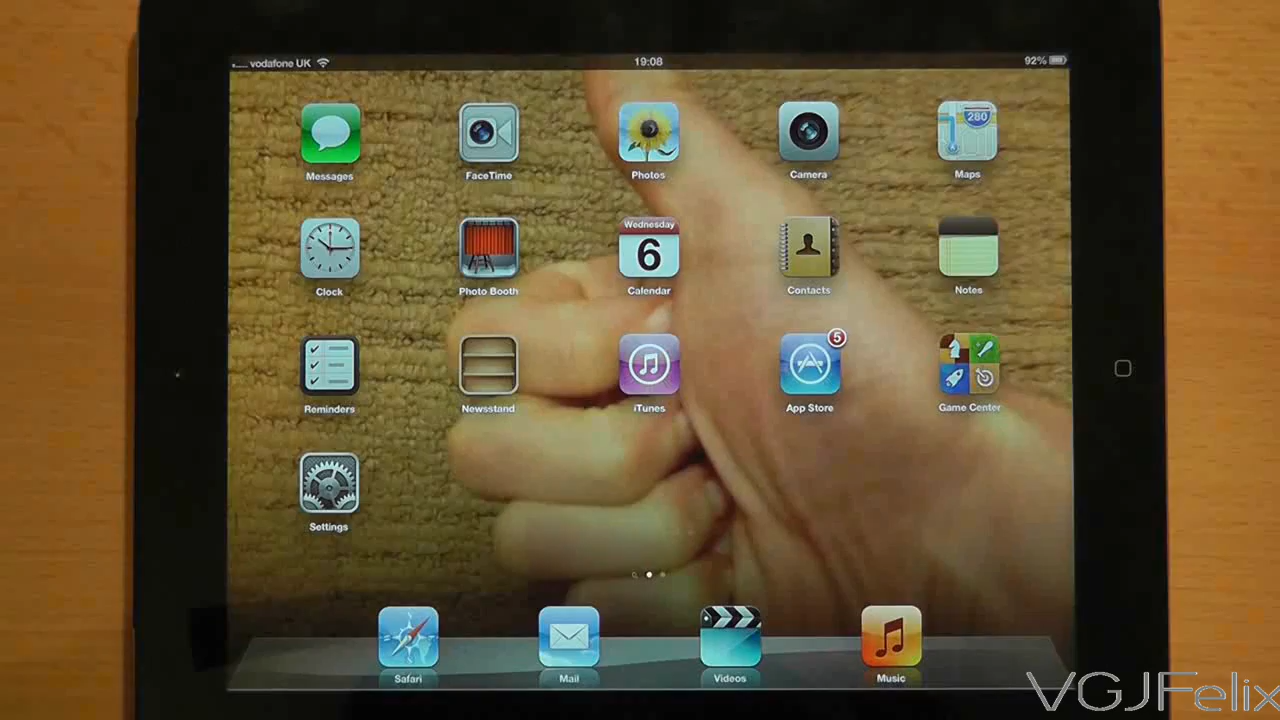 vodafone UK 19:08 92%
280
Messages FaceTime Photos Camera Maps
Wednesday
6
Clock Photo Booth Calendar Contacts Notes
5
Reminders Newsstand iTunes App Store Game Center
Settings
Safari Mail Videos Music
VGJFelix